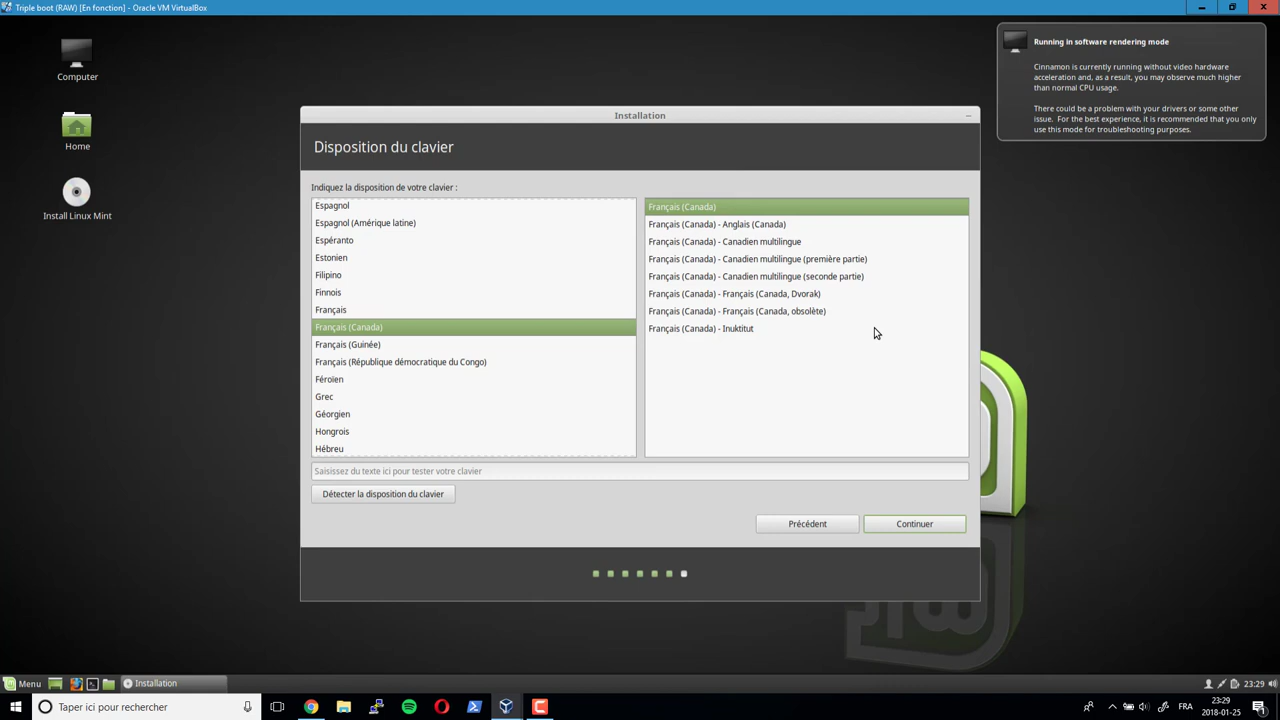 Triple boot (RAW) [En fonction] - Oracle VM VirtualBox
Computer
Home
Install Linux Mint
Running in software rendering mode
Cinnamon is currently running without video hardware
acceleration and, as a result, you may observe much higher
than normal CPU usage.
There could be a problem with your drivers or some other
issue. For the best experience, it is recommended that you only
use this mode for troubleshooting purposes.
Installation
Disposition du clavier
Indiquez la disposition de votre clavier :
Espagnol
Espagnol (Amérique latine)
Espéranto
Estonien
Filipino
Finnois
Français
Français (Canada)
Français (Guinée)
Français (République démocratique du Congo)
Féroïen
Grec
Géorgien
Hongrois
Hébreu
Français (Canada)
Français (Canada) - Anglais (Canada)
Français (Canada) - Canadien multilingue
Français (Canada) - Canadien multilingue (première partie)
Français (Canada) - Canadien multilingue (seconde partie)
Français (Canada) - Français (Canada, Dvorak)
Français (Canada) - Français (Canada, obsolète)
Français (Canada) - Inuktitut
Saisissez du texte ici pour tester votre clavier
Détecter la disposition du clavier
Précédent
Continuer
Menu
Installation
23:29
Taper ici pour rechercher
FRA
23:29
2018-01-25